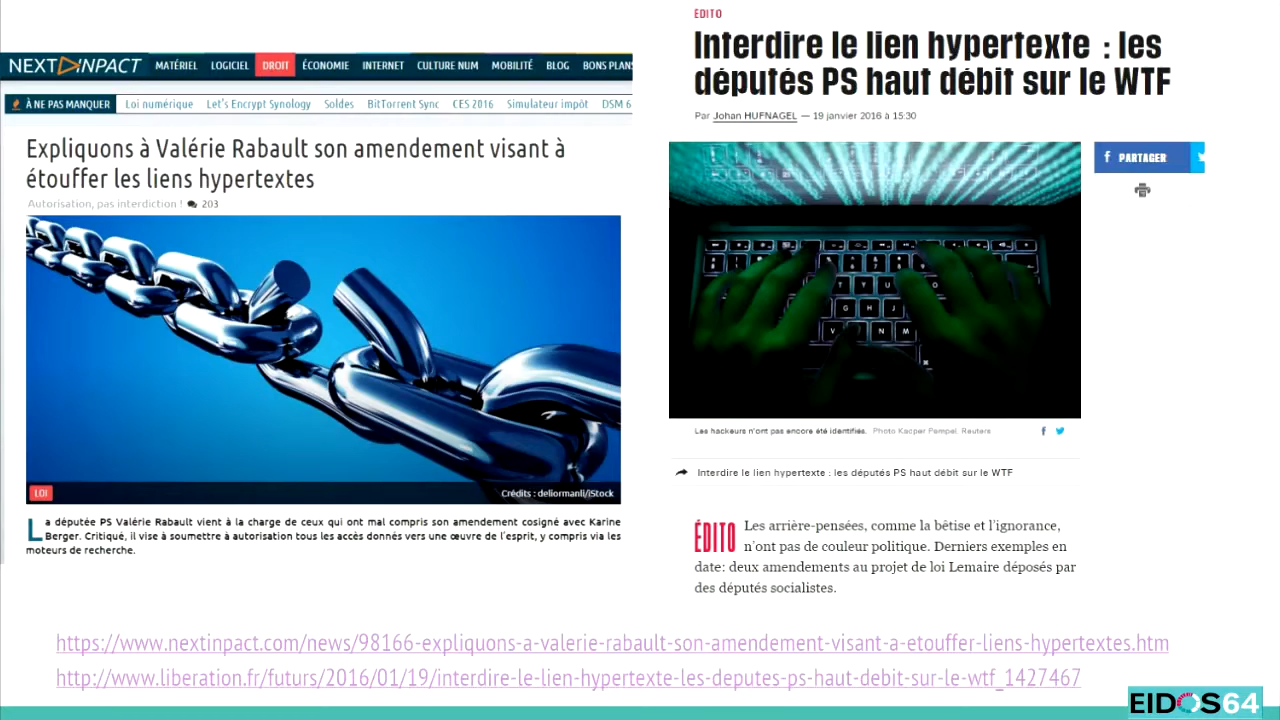 NEXT INPACT MATÉRIEL LOGICIEL DROIT ÉCONOMIE INTERNET CULTURE NUM MOBILITÉ BLOG BONS PLANS
À NE PAS MANQUER Loi numérique Let's Encrypt Synology Soldes BitTorrent Sync CES 2016 Simulateur impôt DSM 6
Expliquons à Valérie Rabault son amendement visant à
étouffer les liens hypertextes
Autorisation, pas interdiction ! 203
LOI Crédits : deliormanli/iStock
La députée PS Valérie Rabault vient à la charge de ceux qui ont mal compris son amendement cosigné avec Karine
Berger. Critiqué, il vise à soumettre à autorisation tous les accès donnés vers une œuvre de l'esprit, y compris via les
moteurs de recherche.
ÉDITO
Interdire le lien hypertexte : les
députés PS haut débit sur le WTF
Par Johan HUFNAGEL — 19 janvier 2016 à 15:30
PARTAGER
T Y U
G H J
V N M
Les hackeurs n'ont pas encore été identifiés. Photo Kacper Pempel. Reuters
Interdire le lien hypertexte : les députés PS haut débit sur le WTF
ÉDITO Les arrière-pensées, comme la bêtise et l'ignorance,
n'ont pas de couleur politique. Derniers exemples en
date: deux amendements au projet de loi Lemaire déposés par
des députés socialistes.
https://www.nextinpact.com/news/98166-expliquons-a-valerie-rabault-son-amendement-visant-a-etouffer-liens-hypertextes.htm
http://www.liberation.fr/futurs/2016/01/19/interdire-le-lien-hypertexte-les-deputes-ps-haut-debit-sur-le-wtf_1427467
EIDOS64